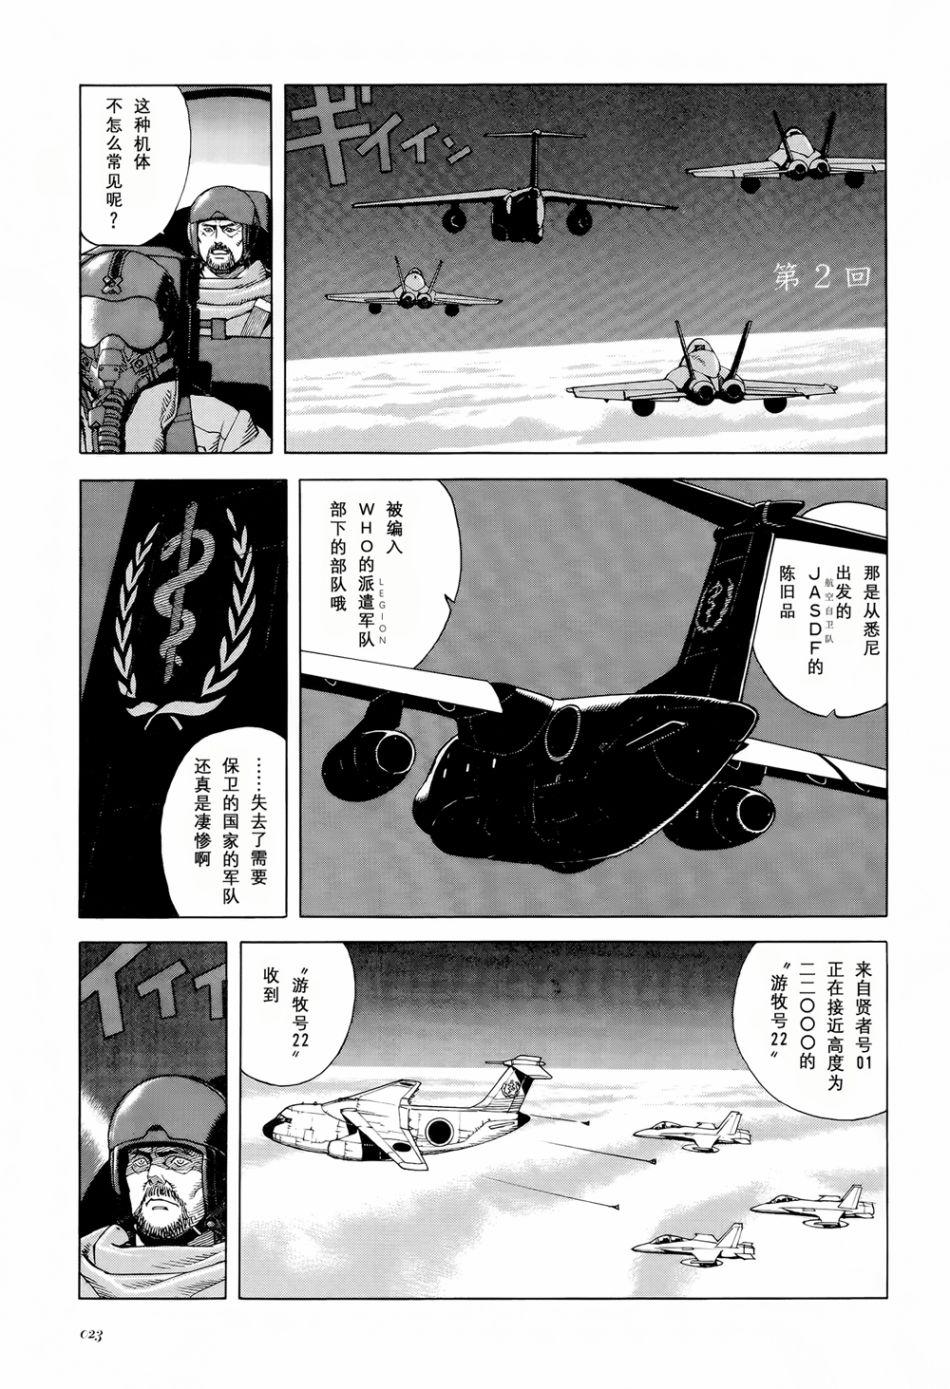 ギィイィン
第2回
这种机体
不怎么常见呢？
那是从悉尼
出发的
JASDF的
航空自卫队
陈旧品
被编入
WHO的派遣军队
LEGION
部下的部队哦
……失去了需要
保卫的国家的军队
还真是凄惨啊
来自贤者号01
正在接近高度为
二二〇〇〇的
“游牧号22”
“游牧号22”
收到
イィイィ
023